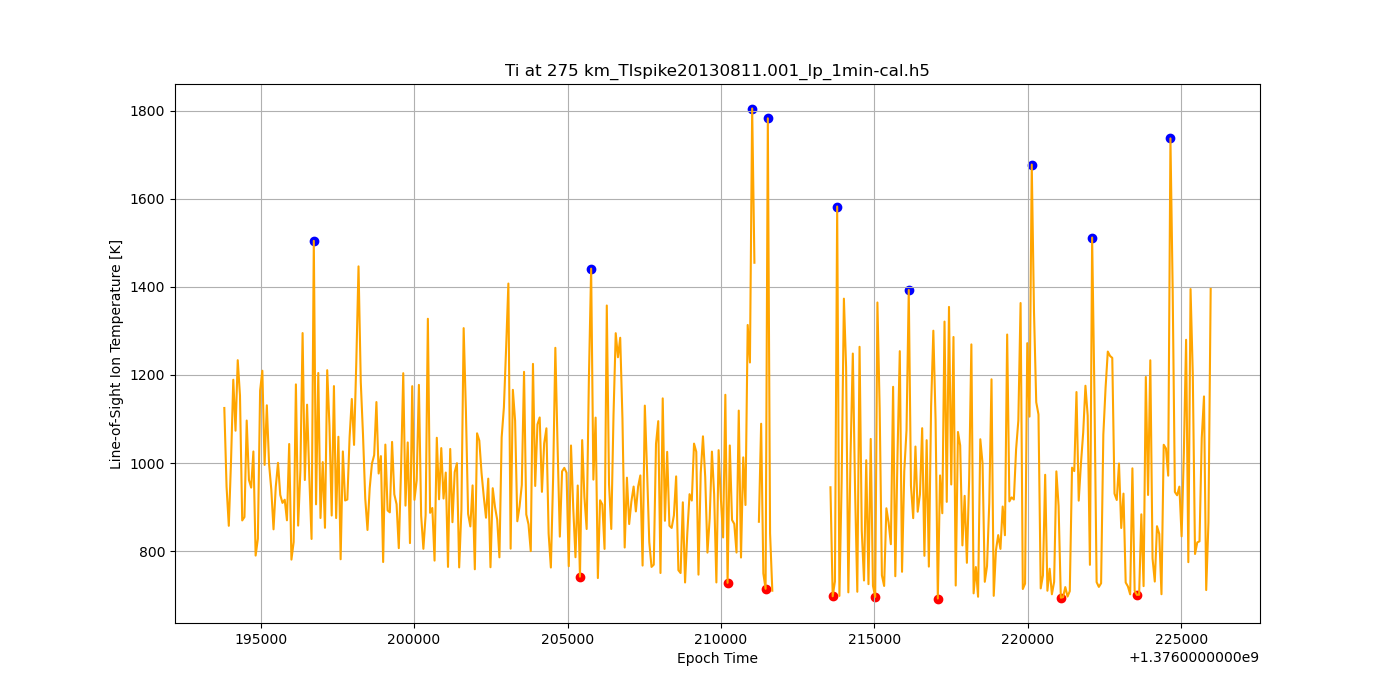 Ti at 275 km_TIspike20130811.001_lp_1min-cal.h5
Line-of-Sight Ion Temperature [K]
1800
1600
1400
1200
1000
800
195000 200000 205000 210000 215000 220000 225000
Epoch Time
+1.3760000000e9